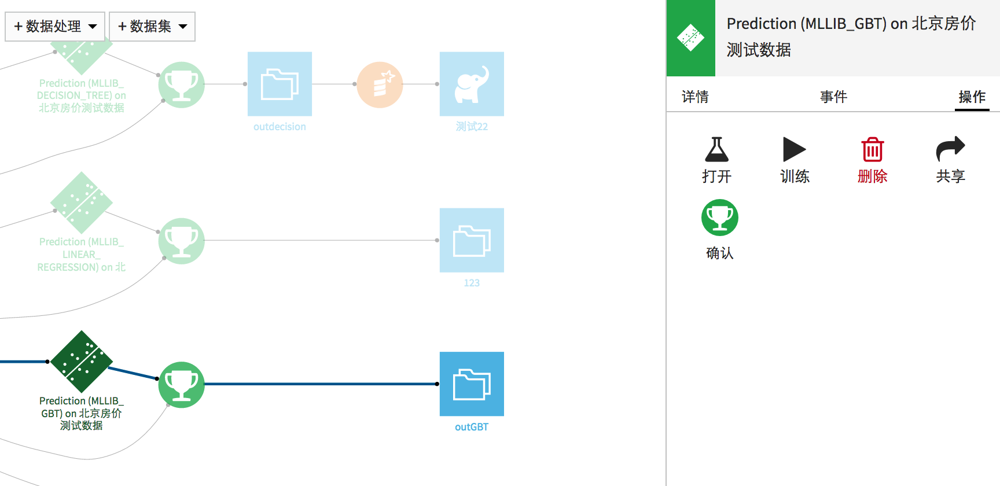 + 数据处理
+ 数据集
Prediction (MLLIB_
DECISION_TREE) on
北京房价测试数据
outdecision
测试22
Prediction (MLLIB_
LINEAR_
REGRESSION) on 北
123
Prediction (MLLIB_
GBT) on 北京房价
测试数据
outGBT
Prediction (MLLIB_GBT) on 北京房价
测试数据
详情
事件
操作
打开
训练
删除
共享
确认